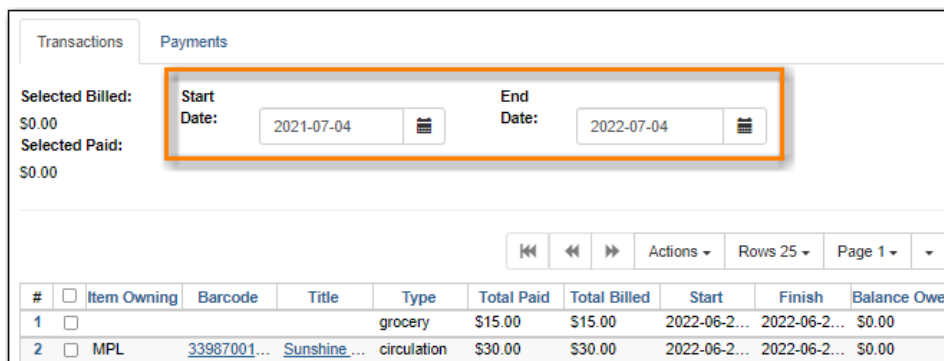 Transactions Payments
Selected Billed: Start Date: End Date:
$0.00 2021-07-04 2022-07-04
Selected Paid:
$0.00
Actions Rows 25 Page 1
# Item Owning Barcode Title Type Total Paid Total Billed Start Finish Balance Owe
1 grocery $15.00 $15.00 2022-06-2... 2022-06-2... $0.00
2 MPL 33987001... Sunshine ... circulation $30.00 $30.00 2022-06-2... 2022-06-2... $0.00